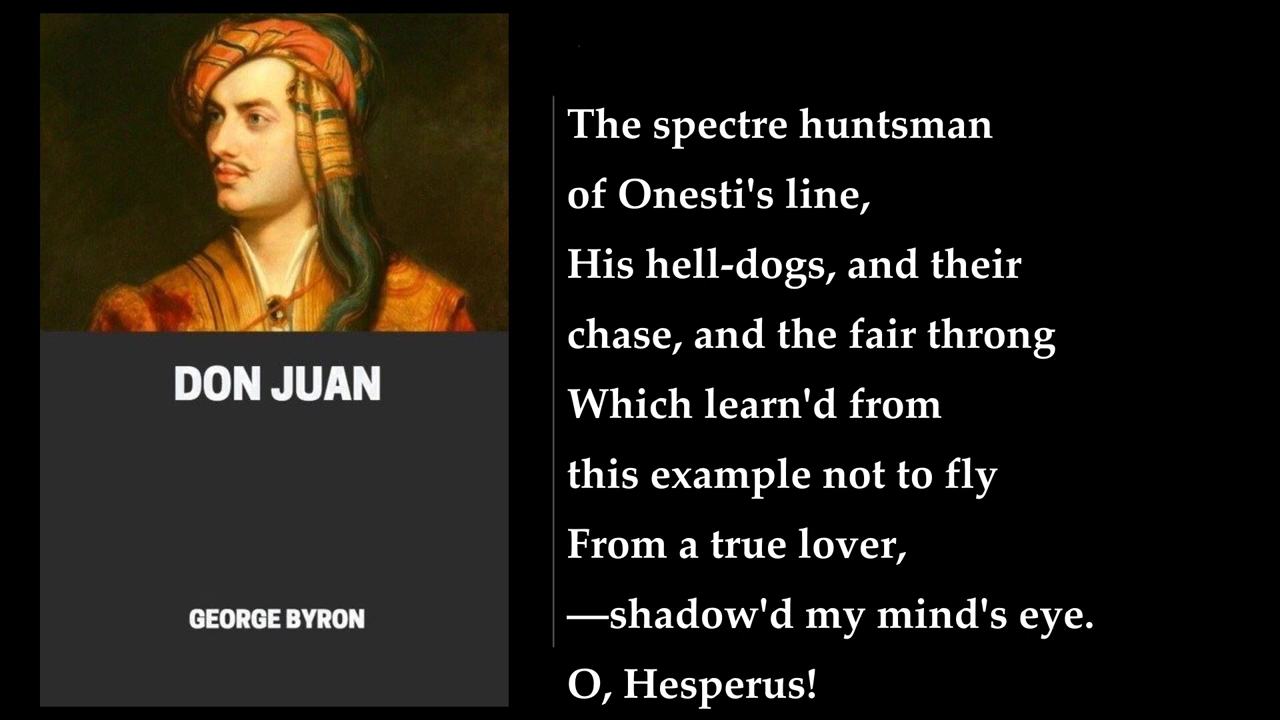 DON JUAN
GEORGE BYRON
The spectre huntsman
of Onesti's line,
His hell-dogs, and their
chase, and the fair throng
Which learn'd from
this example not to fly
From a true lover,
—shadow'd my mind's eye.
O, Hesperus!